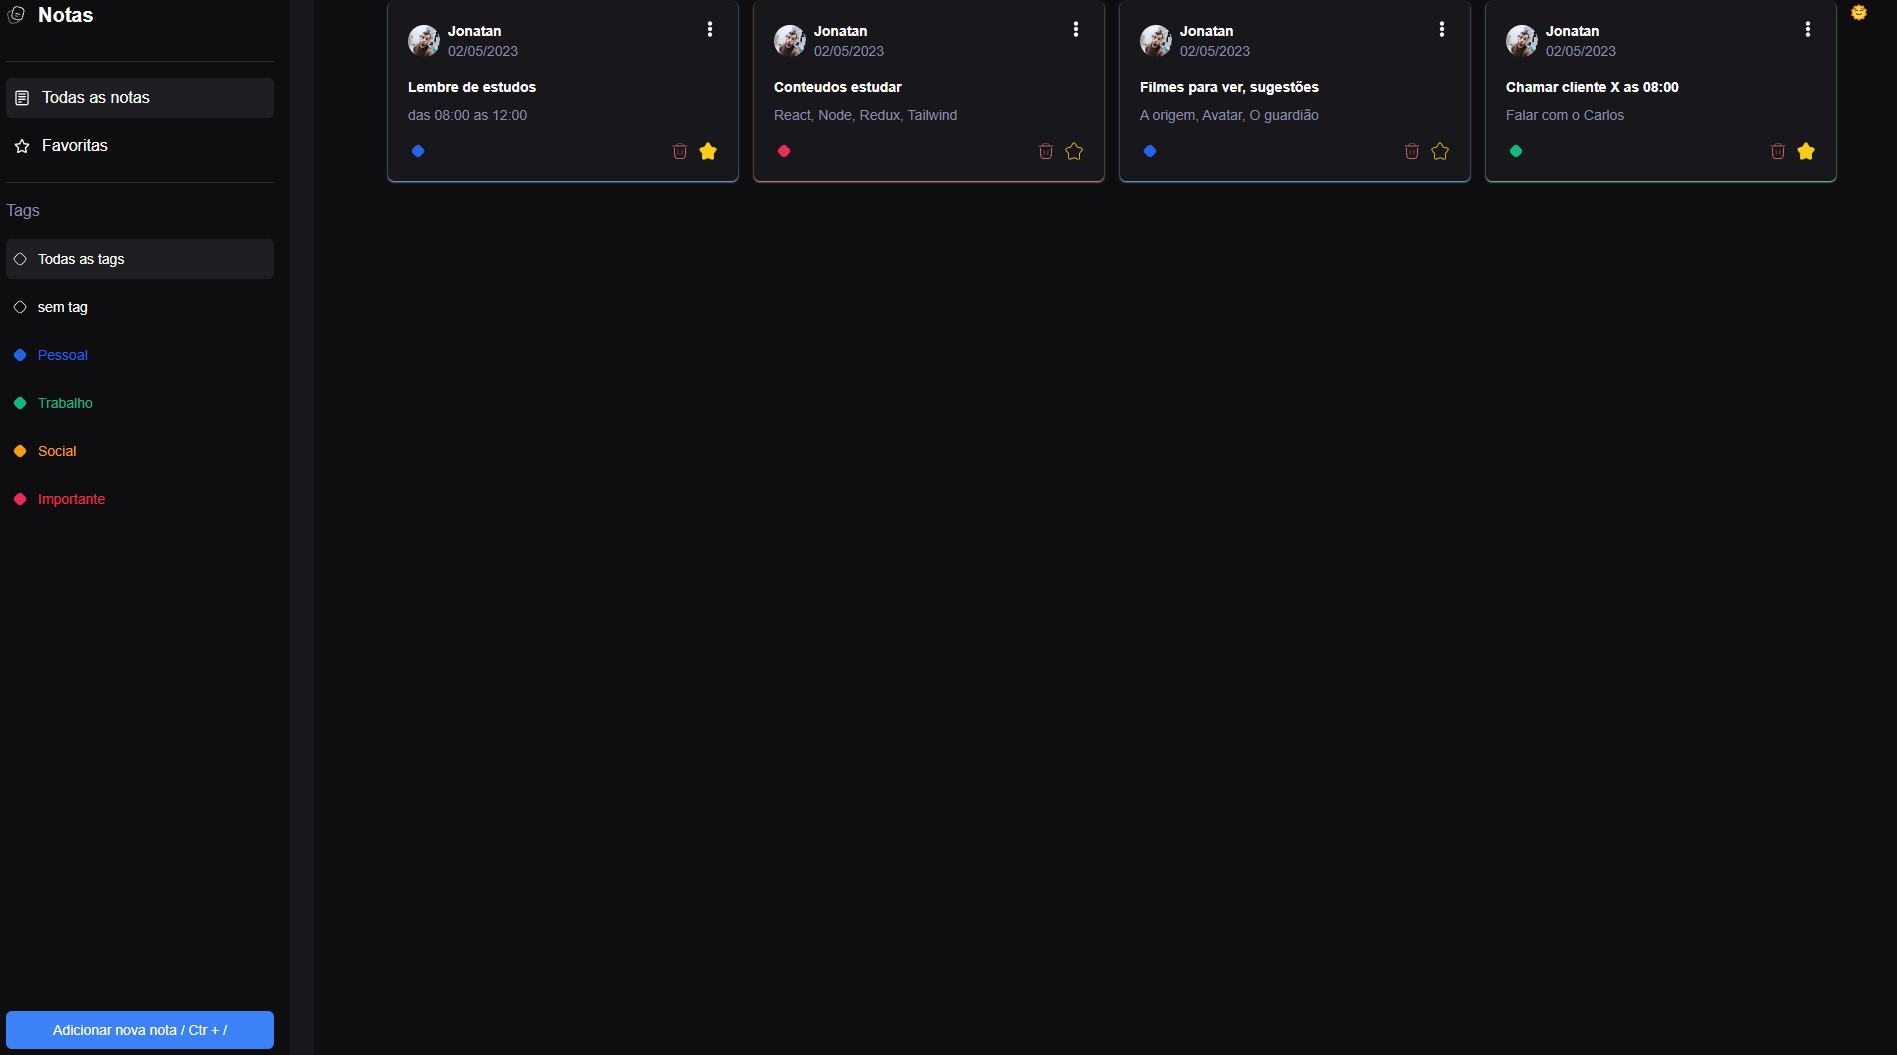 Notas
Todas as notas
Favoritas
Tags
Todas as tags
sem tag
Pessoal
Trabalho
Social
Importante
Adicionar nova nota / Ctr + /
Jonatan
02/05/2023
Lembre de estudos
das 08:00 as 12:00
Jonatan
02/05/2023
Conteudos estudar
React, Node, Redux, Tailwind
Jonatan
02/05/2023
Filmes para ver, sugestões
A origem, Avatar, O guardião
Jonatan
02/05/2023
Chamar cliente X as 08:00
Falar com o Carlos